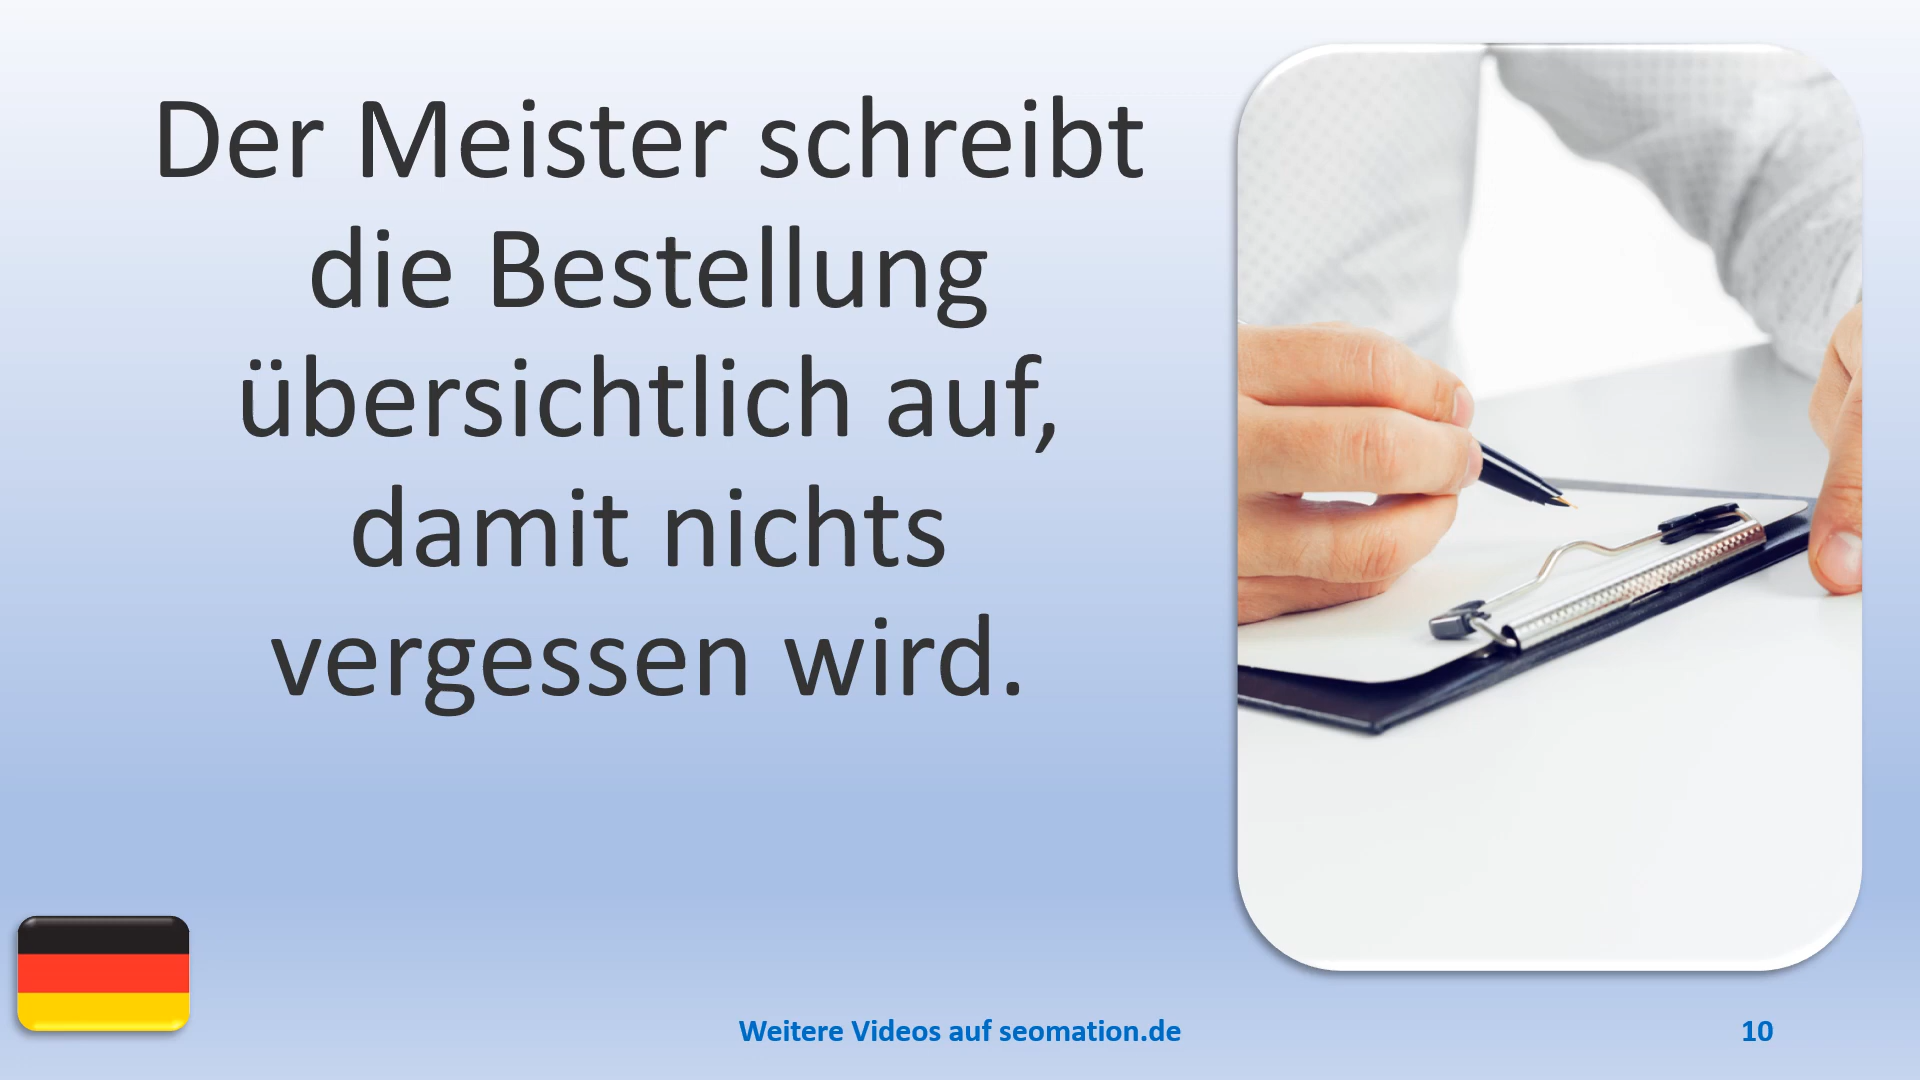 Der Meister schreibt
die Bestellung
übersichtlich auf,
damit nichts
vergessen wird.
Weitere Videos auf seomation.de
10